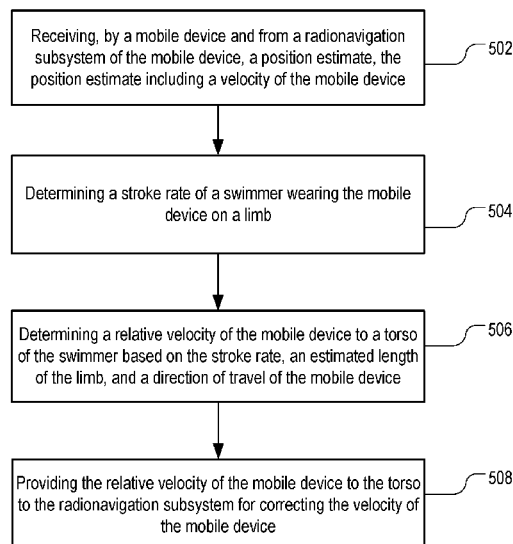 Receiving, by a mobile device and from a radionavigation
subsystem of the mobile device, a position estimate, the
position estimate including a velocity of the mobile device
502
Determining a stroke rate of a swimmer wearing the mobile
device on a limb
504
Determining a relative velocity of the mobile device to a torso
of the swimmer based on the stroke rate, an estimated length
of the limb, and a direction of travel of the mobile device
506
Providing the relative velocity of the mobile device to the torso
to the radionavigation subsystem for correcting the velocity of
the mobile device
508